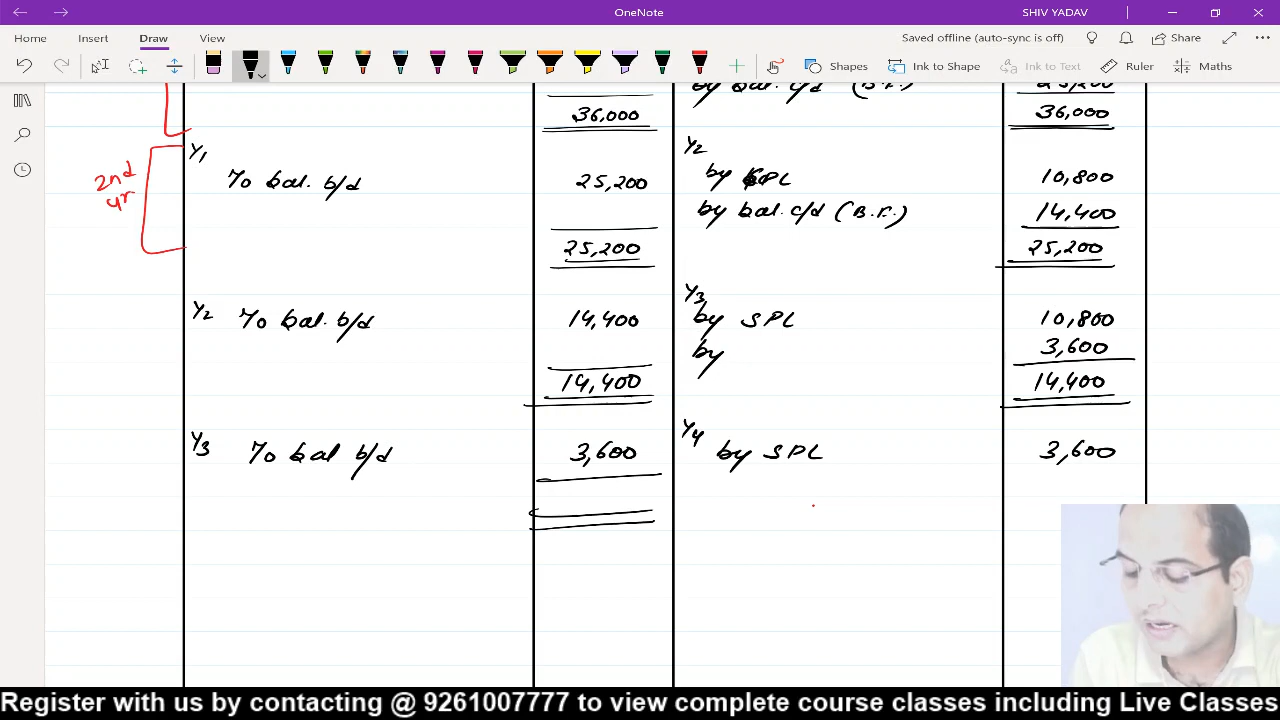 OneNote
SHIV YADAV
Home Insert Draw View
Saved offline (auto-sync is off)
Share
Shapes Ink to Shape Ink to Text Ruler Maths
by bal. c/d (B.F.) 25,200
36,000 36,000
2nd yr
Y1 Y2
To bal. b/d 25,200 by SPL 10,800
by bal. c/d (B.F.) 14,400
25,200 25,200
Y2 To bal. b/d 14,400 Y3 by SPL 10,800
by 3,600
14,400 14,400
Y3 To bal b/d 3,600 Y4 by SPL 3,600
Register with us by contacting @ 9261007777 to view complete course classes including Live Classes